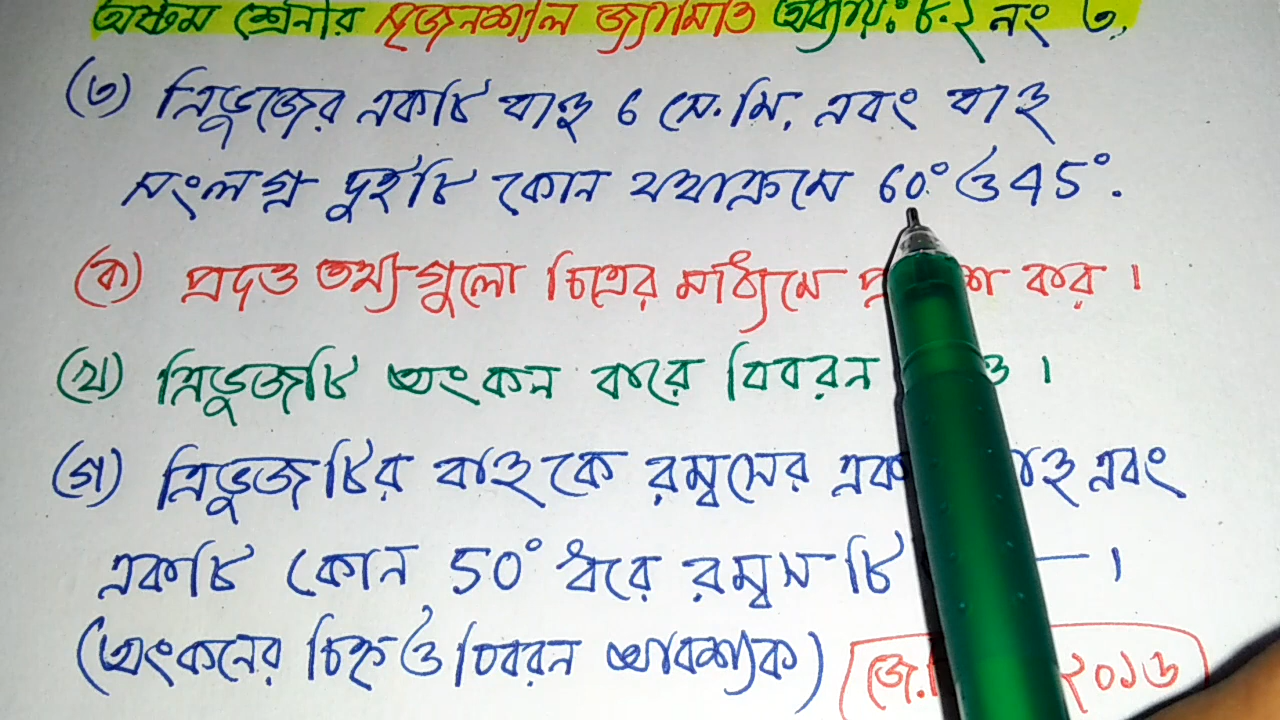 অষ্টম শ্রেনীর সৃজনশীল জ্যামিতি অধ্যায়ঃ ৮.২ নং ৩.
(৩) ত্রিভুজের একটি বাহু 6 সে.মি. এবং বাহু
সংলগ্ন দুইটি কোন যথাক্রমে 60° ও 45°.
(ক) প্রদত্ত তথ্যগুলো চিত্রের মাধ্যমে কর।
(খ) ত্রিভুজটি অংকন করে বিবরন ।
(গ) ত্রিভুজটির বাহুকে রম্বসের এবং
একটি কোন 50° ধরে রম্বসটি ।
(অংকনের চিহ্ন ও বিবরন আবশ্যক) ২০১৬